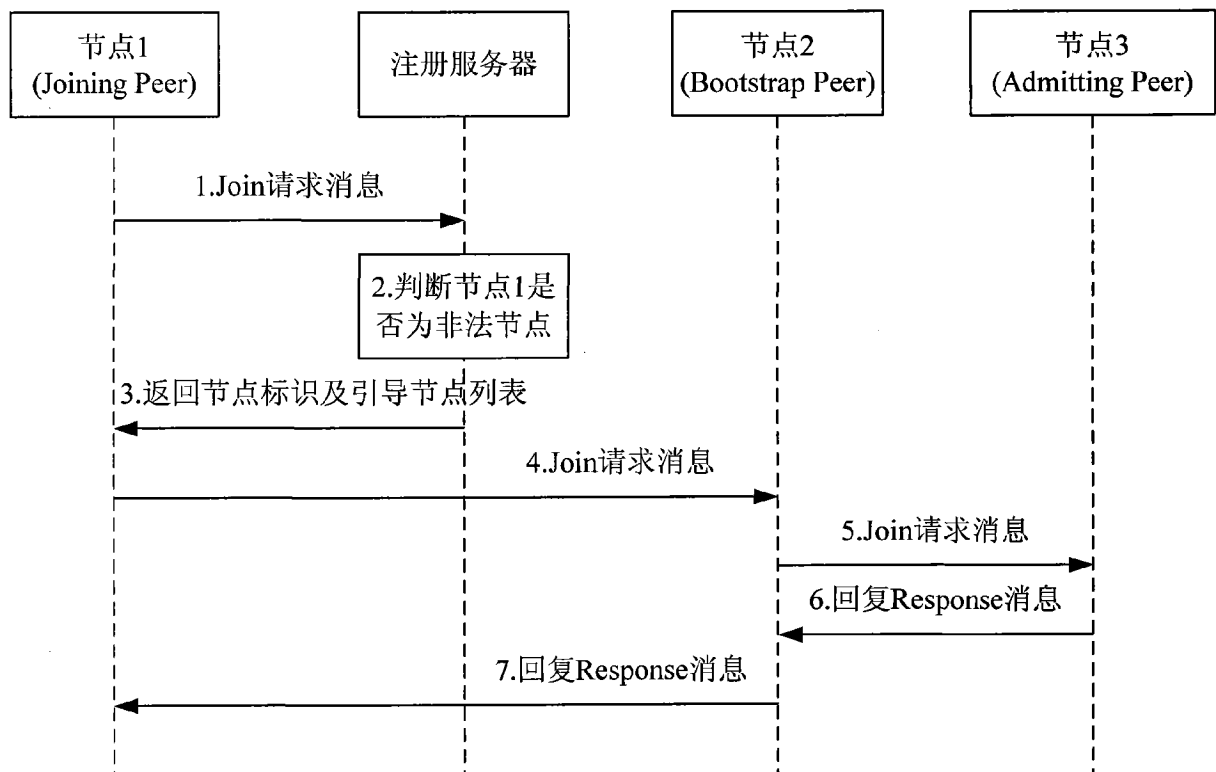 节点1
(Joining Peer)
注册服务器
节点2
(Bootstrap Peer)
节点3
(Admitting Peer)
1.Join请求消息
2.判断节点1是
否为非法节点
3.返回节点标识及引导节点列表
4.Join请求消息
5.Join请求消息
6.回复Response消息
7.回复Response消息